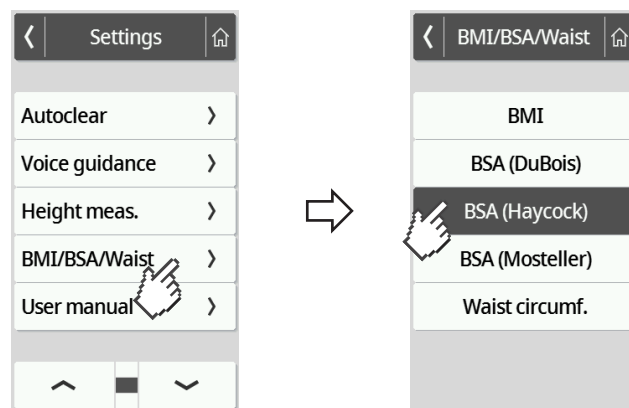 Settings
Autoclear
Voice guidance
Height meas.
BMI/BSA/Waist
User manual
BMI/BSA/Waist
BMI
BSA (DuBois)
BSA (Haycock)
BSA (Mosteller)
Waist circumf.